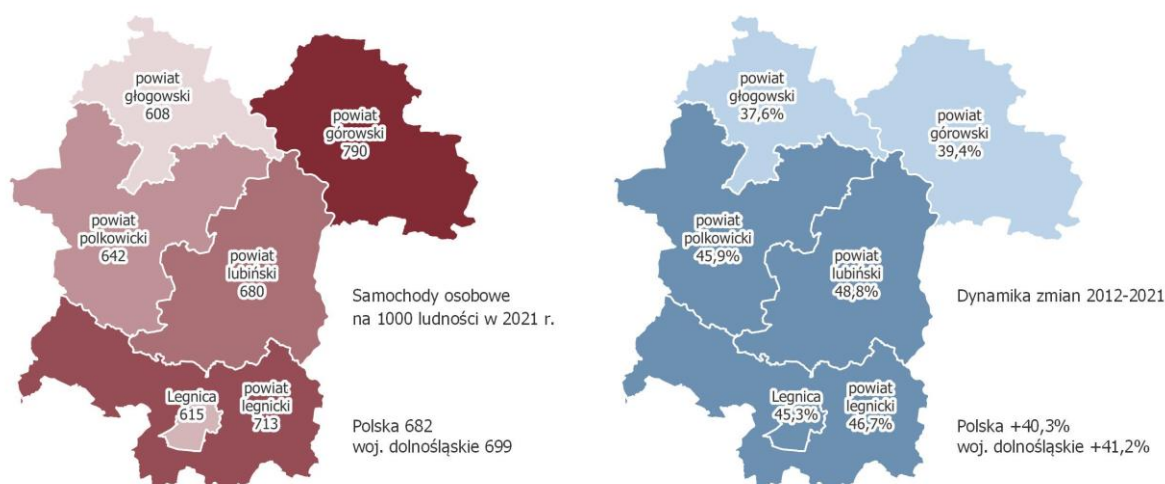 powiat
głogowski
608
powiat
górowski
790
powiat
polkowicki
642
powiat
lubiński
680
Legnica
615
powiat
legnicki
713
Samochody osobowe
na 1000 ludności w 2021 r.
Polska 682
woj. dolnośląskie 699
powiat
głogowski
37,6%
powiat
górowski
39,4%
powiat
polkowicki
45,9%
powiat
lubiński
48,8%
Legnica
45,3%
powiat
legnicki
46,7%
Dynamika zmian 2012-2021
Polska +40,3%
woj. dolnośląskie +41,2%